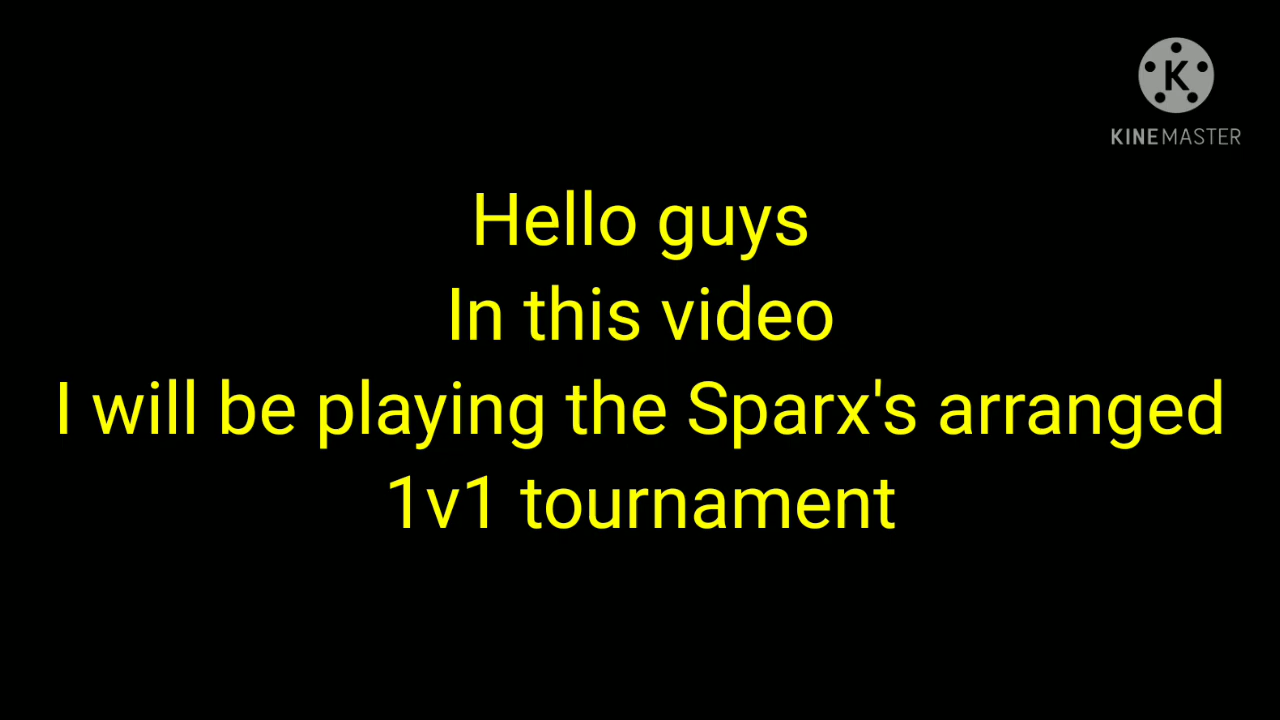 K
KINEMASTER
Hello guys
In this video
I will be playing the Sparx's arranged
1v1 tournament